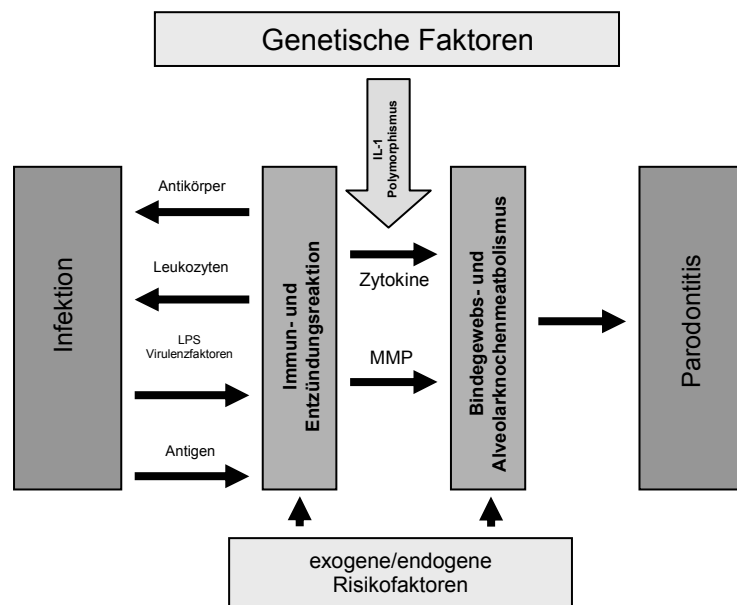 Genetische Faktoren
IL-1
Polymorphismus
Infektion
Antikörper
Leukozyten
LPS
Virulenzfaktoren
Antigen
Immun- und
Entzündungsreaktion
Zytokine
MMP
Bindegewebs- und
Alveolarknochenmeatbolismus
Parodontitis
exogene/endogene
Risikofaktoren